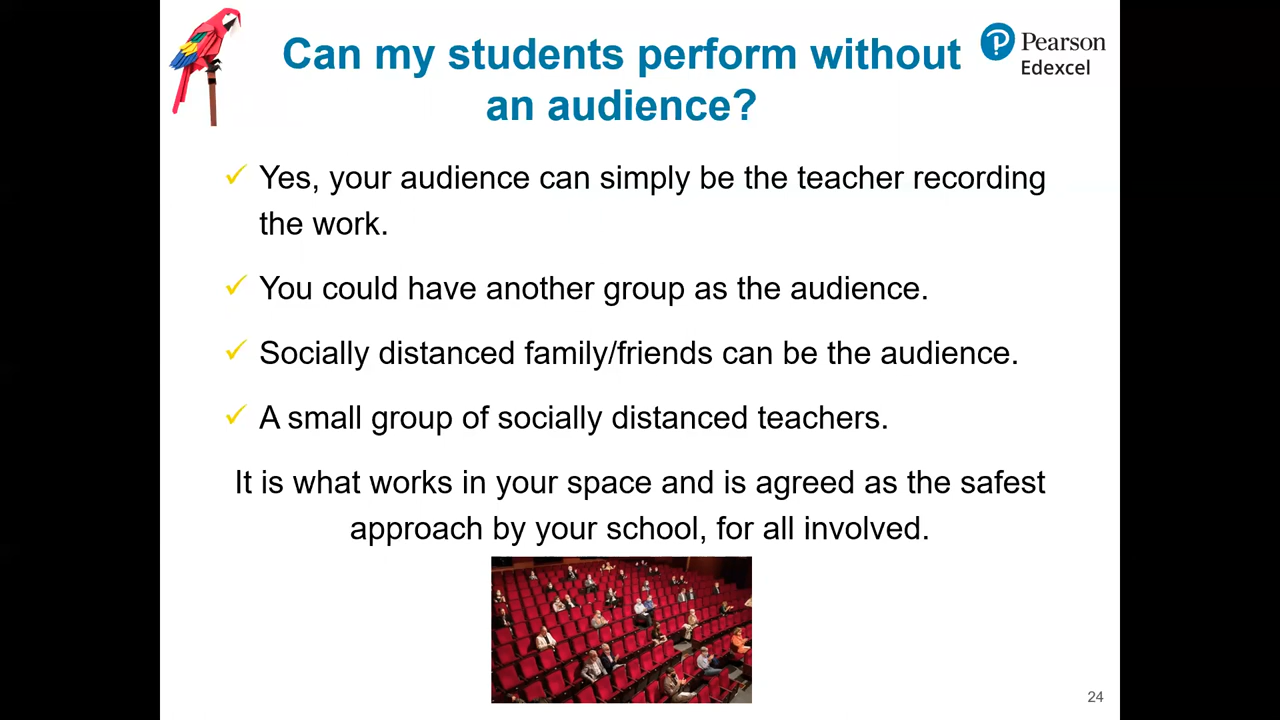 Can my students perform without
an audience?
Pearson
Edexcel
✓ Yes, your audience can simply be the teacher recording
the work.
✓ You could have another group as the audience.
✓ Socially distanced family/friends can be the audience.
✓ A small group of socially distanced teachers.
It is what works in your space and is agreed as the safest
approach by your school, for all involved.
24